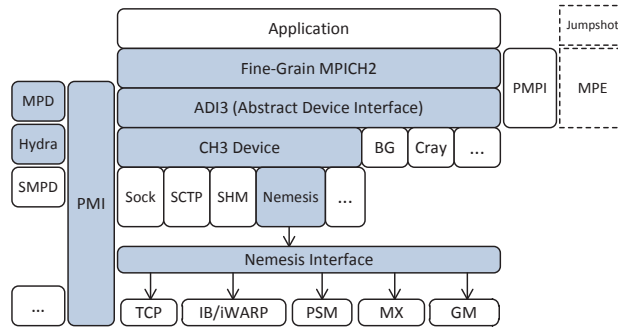 Application
Jumpshot
Fine-Grain MPICH2
PMPI
MPE
MPD
ADI3 (Abstract Device Interface)
Hydra
CH3 Device
BG
Cray
...
SMPD
PMI
Sock
SCTP
SHM
Nemesis
...
Nemesis Interface
...
TCP
IB/iWARP
PSM
MX
GM